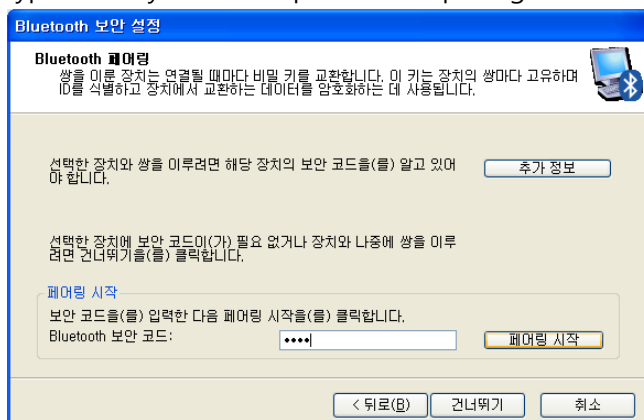 Bluetooth 보안 설정
Bluetooth 페어링
쌍을 이룬 장치는 연결될 때마다 비밀 키를 교환합니다. 이 키는 장치의 쌍마다 고유하며
ID를 식별하고 장치에서 교환하는 데이터를 암호화하는 데 사용됩니다.
선택한 장치와 쌍을 이루려면 해당 장치의 보안 코드을(를) 알고 있어
야 합니다.
추가 정보
선택한 장치에 보안 코드이(가) 필요 없거나 장치와 나중에 쌍을 이루
려면 건너뛰기을(를) 클릭합니다.
페어링 시작
보안 코드을(를) 입력한 다음 페어링 시작을(를) 클릭합니다.
Bluetooth 보안 코드:
••••
페어링 시작
< 뒤로(B)
건너뛰기
취소